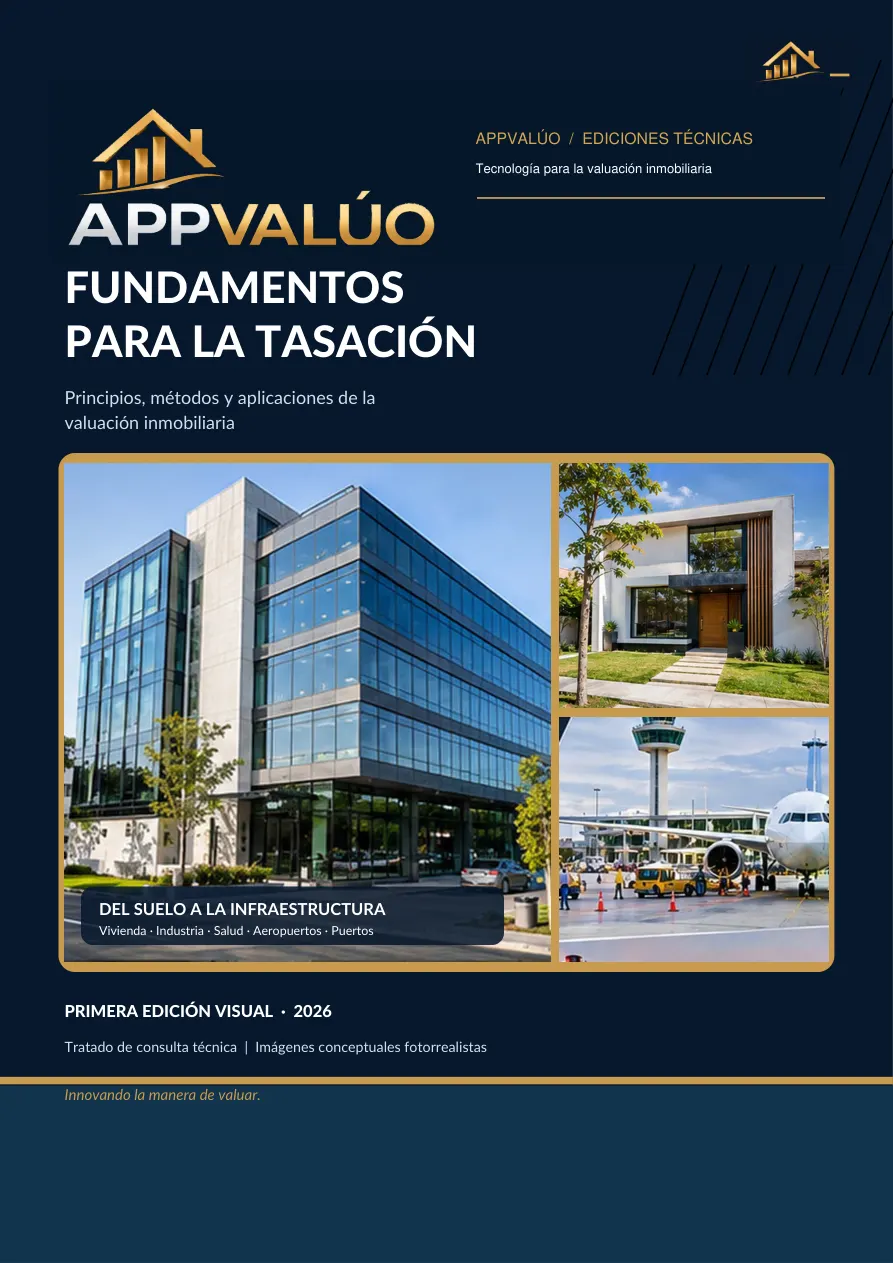 APPVALÚO / EDICIONES TÉCNICAS
Tecnología para la valuación inmobiliaria
APPVALÚO
FUNDAMENTOS
PARA LA TASACIÓN
Principios, métodos y aplicaciones de la
valuación inmobiliaria
DEL SUELO A LA INFRAESTRUCTURA
Vivienda · Industria · Salud · Aeropuertos · Puertos
PRIMERA EDICIÓN VISUAL · 2026
Tratado de consulta técnica | Imágenes conceptuales fotorrealistas
Innovando la manera de valuar.